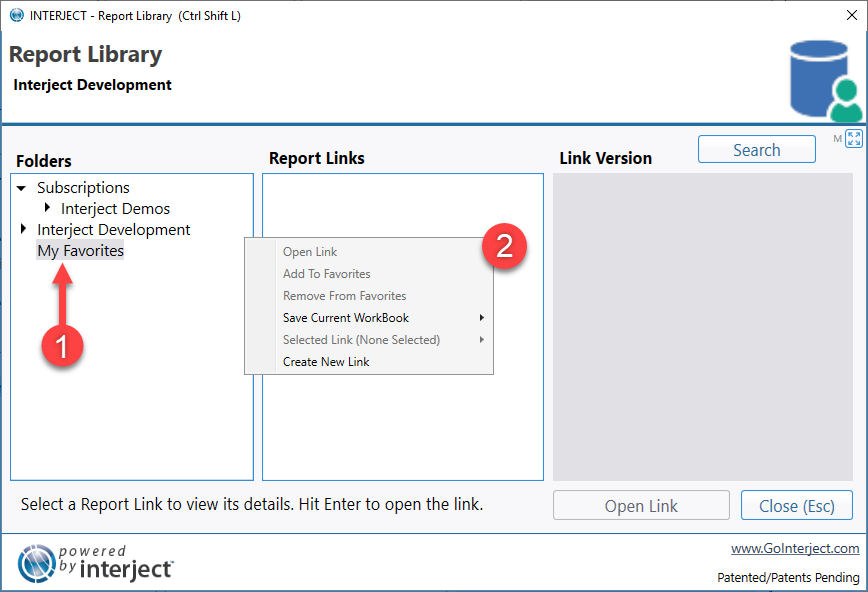 INTERJECT - Report Library (Ctrl Shift L)
Report Library
Interject Development
Search
M
Folders
Report Links
Link Version
Subscriptions
Interject Demos
Interject Development
My Favorites
1
2
Open Link
Add To Favorites
Remove From Favorites
Save Current WorkBook
Selected Link (None Selected)
Create New Link
Select a Report Link to view its details. Hit Enter to open the link.
Open Link
Close (Esc)
powered
by interject™
www.GoInterject.com
Patented/Patents Pending